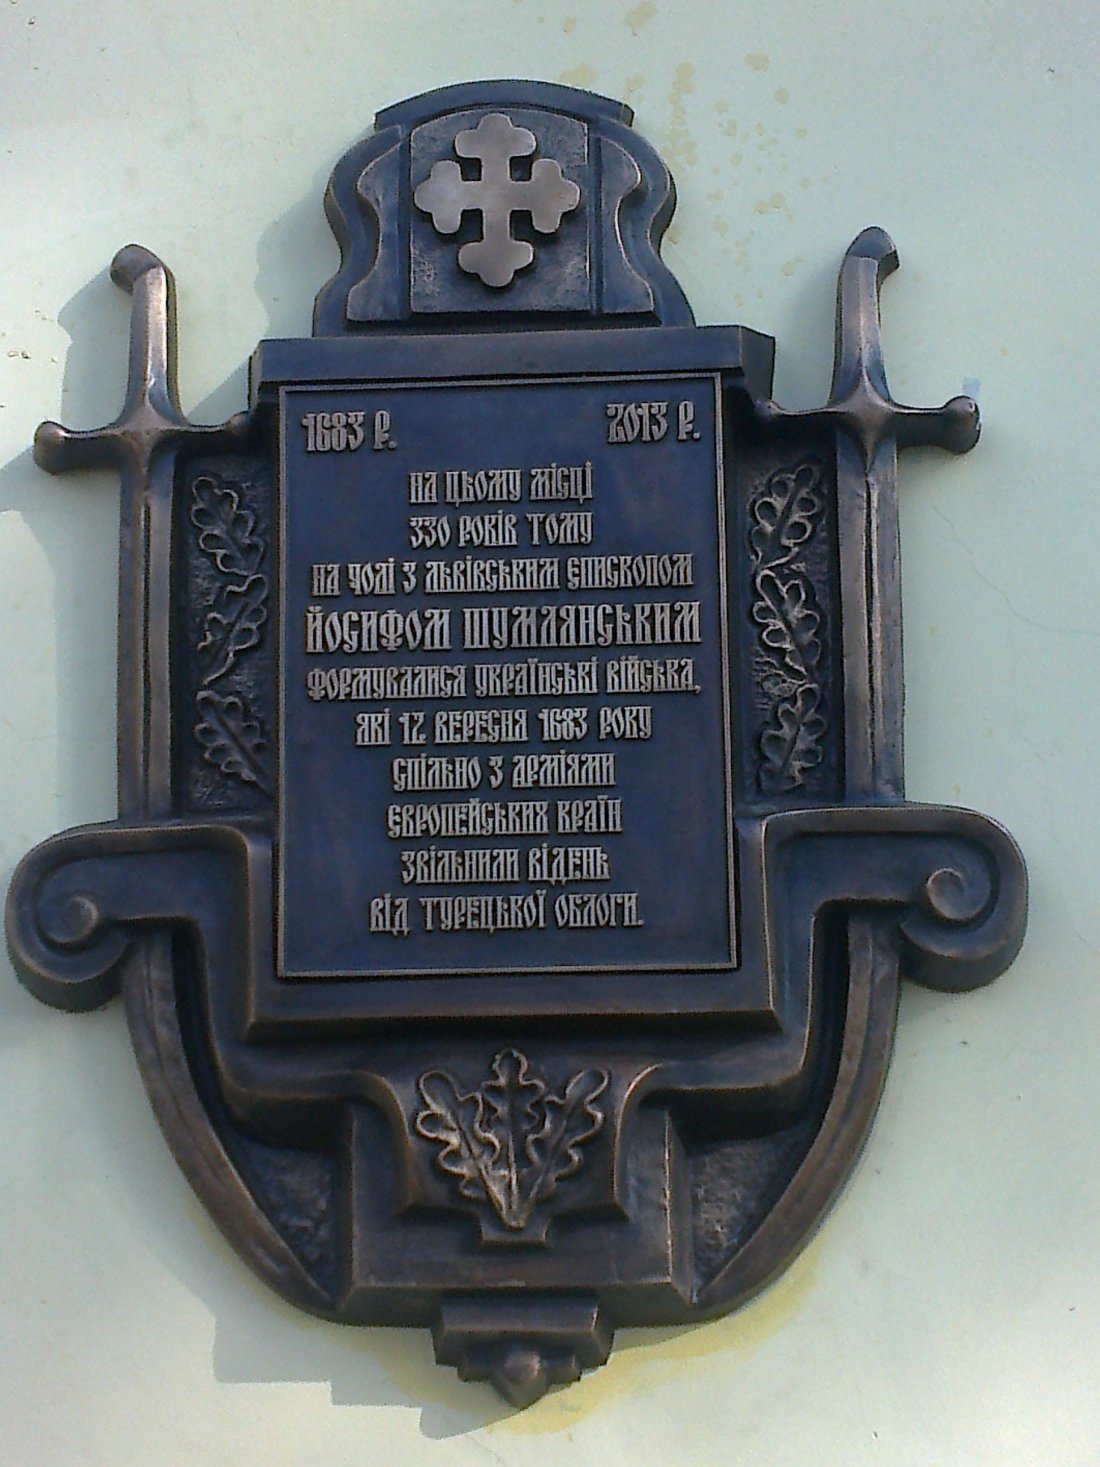 1683 р. 2013 р.
На цьому місці
330 років тому
на чолі з львівським єпископом
Йосифом Шумлянським
формувалися українські війська,
які 12 вересня 1683 року
спільно з арміями
європейських країн
звільнили Відень
від турецької облоги.